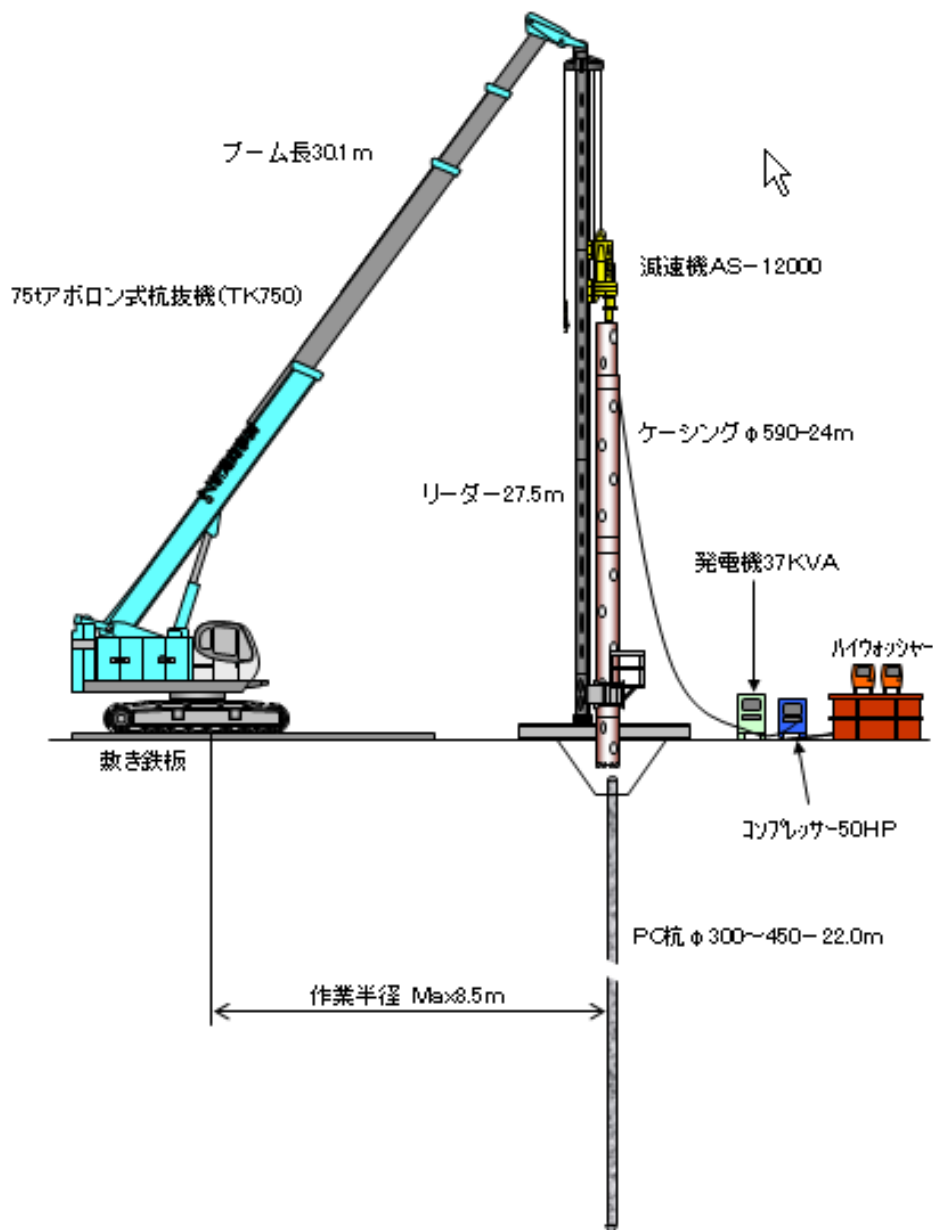 ブーム長30.1m
減速機AS-12000
75tアボロン式杭抜機(TK750)
ケーシングφ590-24m
リーダー27.5m
発電機37KVA
ハイウォッシャー
敷き鉄板
コンプレッサー50HP
PC杭φ300～450-22.0m
作業半径 Max8.5m